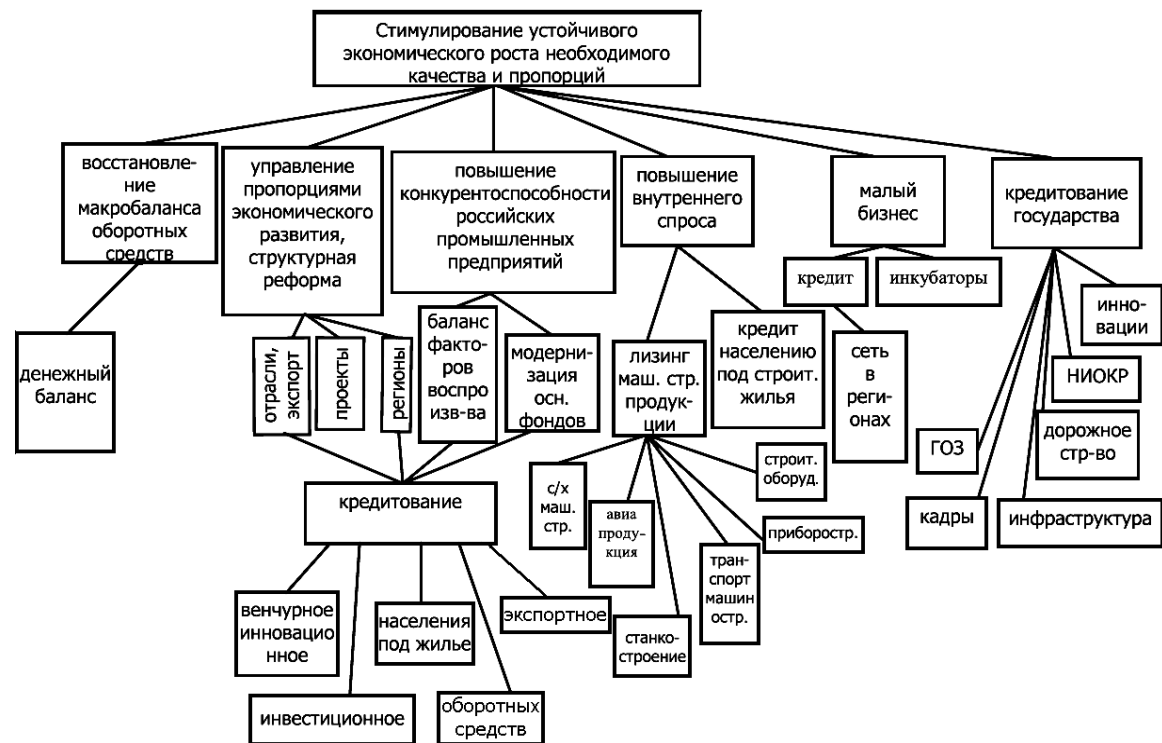 Стимулирование устойчивого
экономического роста необходимого
качества и пропорций
восстановле-
ние
макробаланса
оборотных
средств
управление
пропорциями
экономического
развития,
структурная
реформа
повышение
конкурентоспособности
российских
промышленных
предприятий
повышение
внутреннего
спроса
малый
бизнес
кредитование
государства
кредит
инкубаторы
инно-
вации
денежный
баланс
отрасли,
экспорт
проекты
регионы
баланс
факто-
ров
воспро
изв-ва
модерни-
зация
осн.
фондов
лизинг
маш. стр.
продук-
ции
кредит
населению
под строит.
жилья
сеть
в
реги-
онах
НИОКР
ГОЗ
дорожное
стр-во
кадры
инфраструктура
кредитование
с/х
маш.
стр.
авиа
проду-
кция
строит.
оборуд.
приборостр.
тран-
спорт
машин
остр.
станко-
строение
венчурное
инновацио
нное
населения
под жилье
экспортное
инвестиционное
оборотных
средств